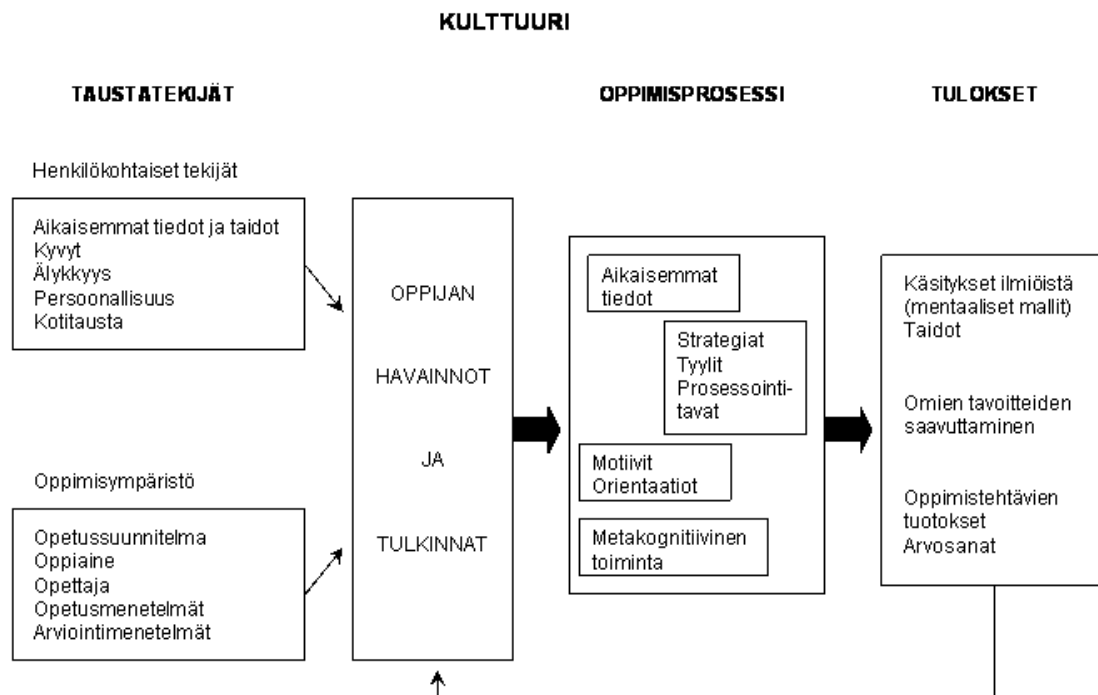 KULTTUURI
TAUSTATEKIJÄT
OPPIMISPROSESSI
TULOKSET
Henkilökohtaiset tekijät
Aikaisemmat tiedot ja taidot
Kyvyt
Älykkyys
Persoonallisuus
Kotitausta
Oppimisympäristö
Opetussuunnitelma
Oppiaine
Opettaja
Opetusmenetelmät
Arviointimenetelmät
OPPIJAN
HAVAINNOT
JA
TULKINNAT
Aikaisemmat
tiedot
Strategiat
Tyylit
Prosessointi-
tavat
Motiivit
Orientaatiot
Metakognitiivinen
toiminta
Käsitykset ilmiöistä
(mentaaliset mallit)
Taidot
Omien tavoitteiden
saavuttaminen
Oppimistehtävien
tuotokset
Arvosanat